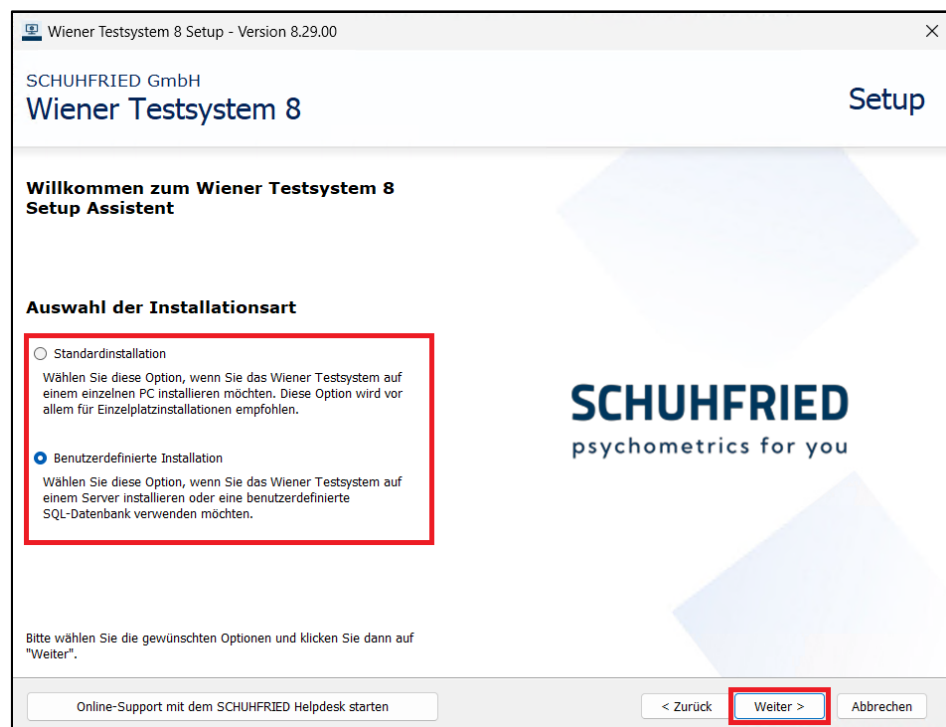 Wiener Testsystem 8 Setup - Version 8.29.00
SCHUHFRIED GmbH
Wiener Testsystem 8
Setup
Willkommen zum Wiener Testsystem 8
Setup Assistent
Auswahl der Installationsart
Standardinstallation
Wählen Sie diese Option, wenn Sie das Wiener Testsystem auf
einem einzelnen PC installieren möchten. Diese Option wird vor
allem für Einzelplatzinstallationen empfohlen.
Benutzerdefinierte Installation
Wählen Sie diese Option, wenn Sie das Wiener Testsystem auf
einem Server installieren oder eine benutzerdefinierte
SQL-Datenbank verwenden möchten.
SCHUHFRIED
psychometrics for you
Bitte wählen Sie die gewünschten Optionen und klicken Sie dann auf
"Weiter".
Online-Support mit dem SCHUHFRIED Helpdesk starten
< Zurück
Weiter >
Abbrechen